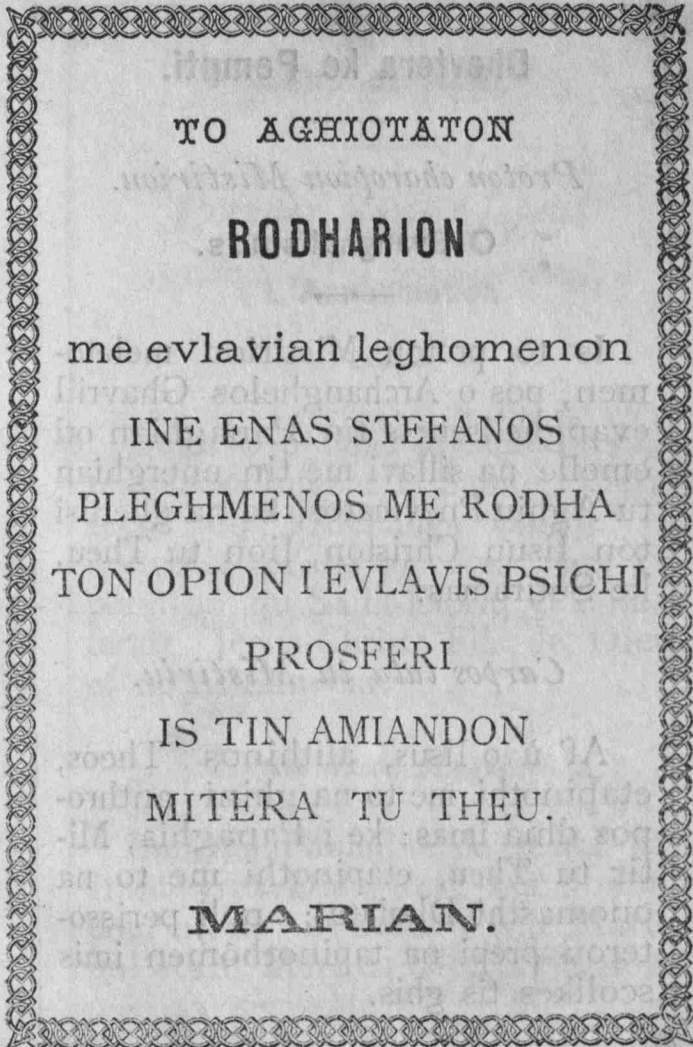 TO AGHIOTATON
RODHARION
me evlavian leghomenon
INE ENAS STEFANOS
PLEGHMENOS ME RODHA
TON OPION I EVLAVIS PSICHI
PROSFERI
IS TIN AMIANDON
MITERA TU THEU.
MARIAN.